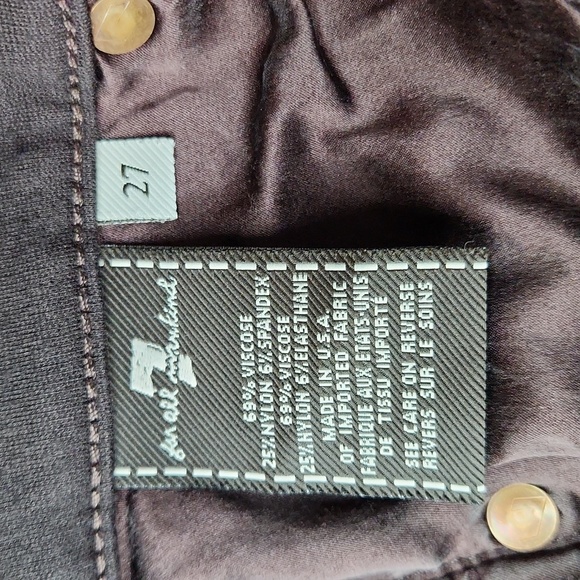 27
7
for all mankind
69% VISCOSE
25% NYLON 6% SPANDEX
69% VISCOSE
25% NYLON 6% ELASTHANE
MADE IN U.S.A.
OF IMPORTED FABRIC
FABRIQUE AUX ETATS-UNIS
DE TISSU IMPORTÉ
SEE CARE ON REVERSE
REVERS SUR LE SOINS